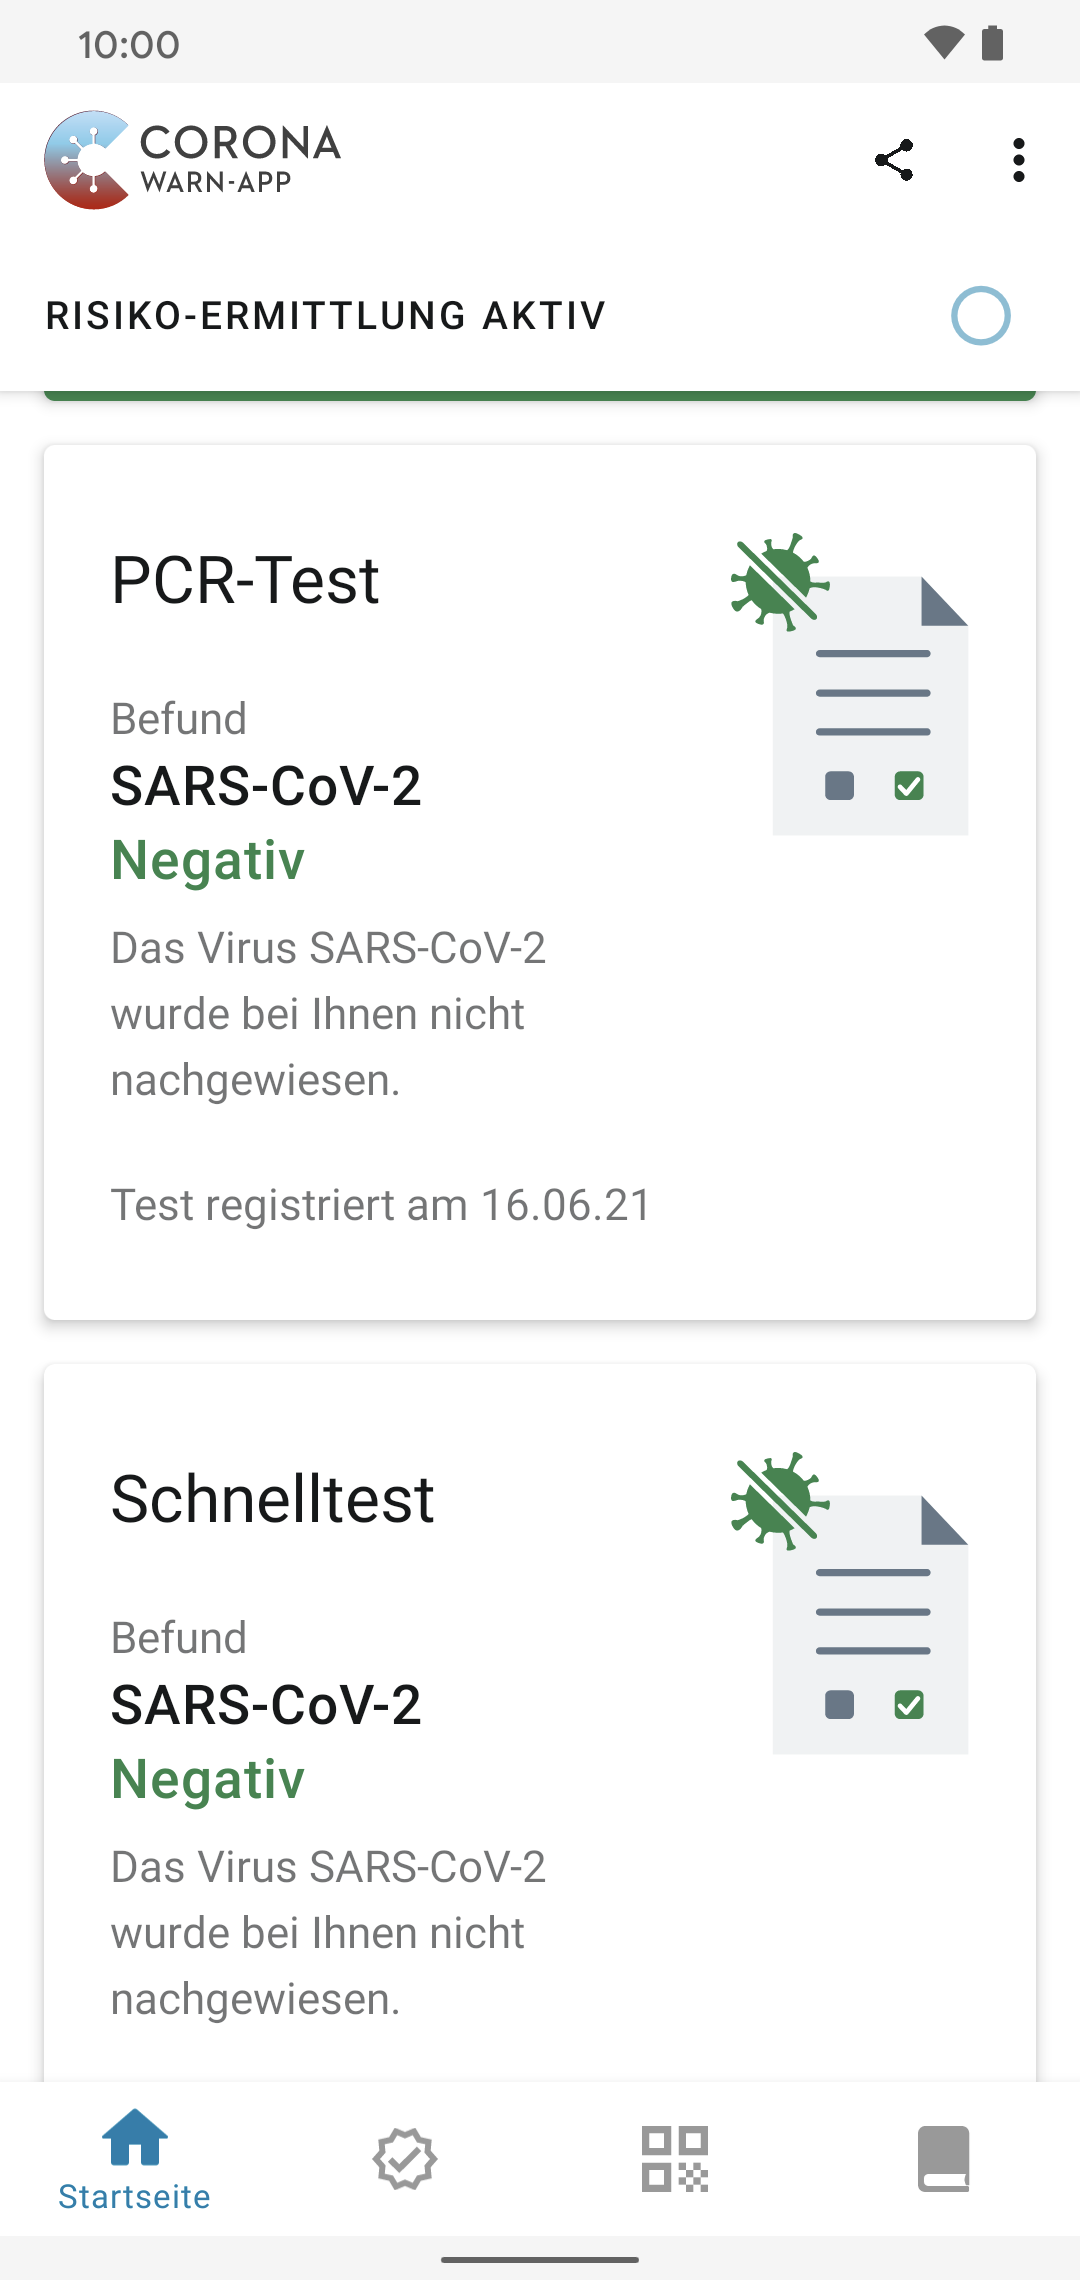 10:00
CORONA
WARN-APP
RISIKO-ERMITTLUNG AKTIV
PCR-Test
Befund
SARS-CoV-2
Negativ
Das Virus SARS-CoV-2
wurde bei Ihnen nicht
nachgewiesen.
Test registriert am 16.06.21
Schnelltest
Befund
SARS-CoV-2
Negativ
Das Virus SARS-CoV-2
wurde bei Ihnen nicht
nachgewiesen.
Startseite